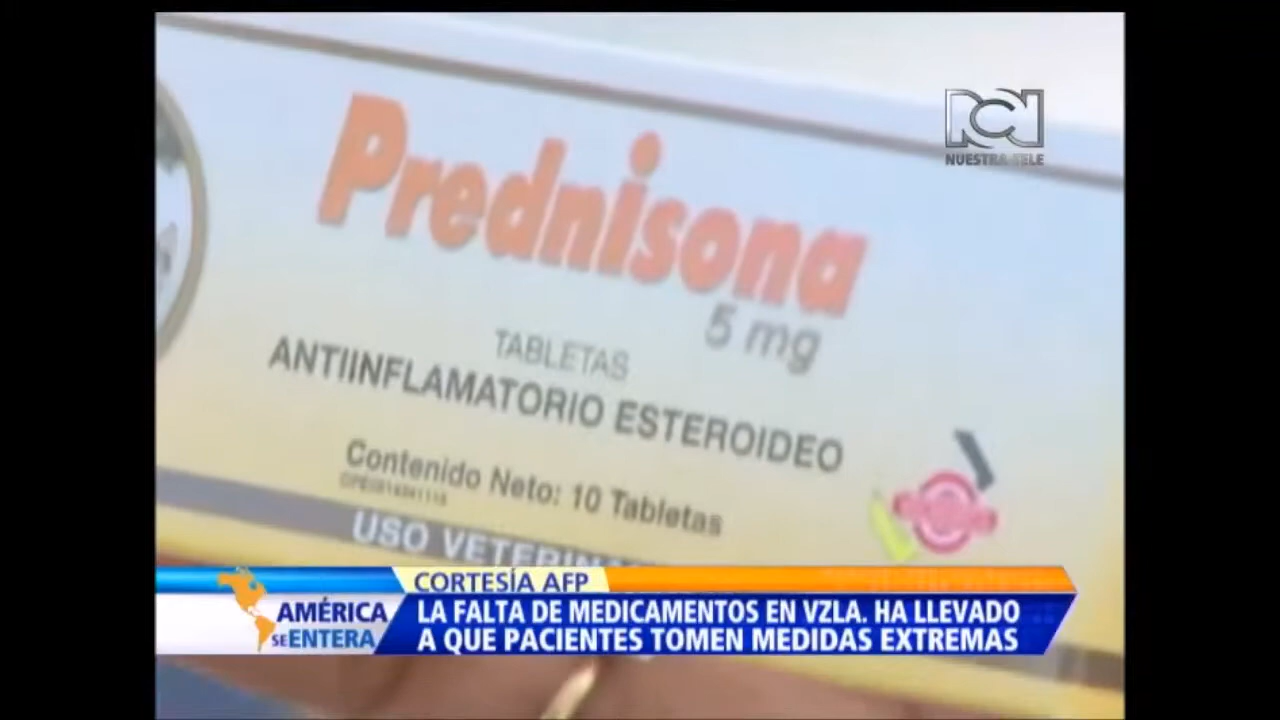 RCN
NUESTRA TELE
Prednisona
5 mg
TABLETAS
ANTIINFLAMATORIO ESTEROIDEO
Contenido Neto: 10 Tabletas
USO
CORTESÍA AFP
AMÉRICA
SE ENTERA
LA FALTA DE MEDICAMENTOS EN VZLA. HA LLEVADO
A QUE PACIENTES TOMEN MEDIDAS EXTREMAS